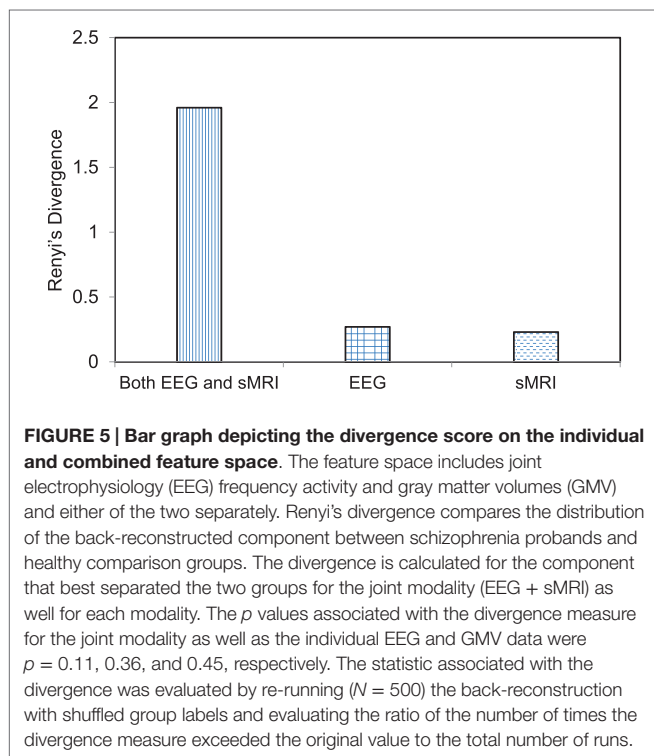 2.5
2
1.5
1
0.5
0
Renyi's Divergence
Both EEG and sMRI EEG sMRI
FIGURE 5 | Bar graph depicting the divergence score on the individual
and combined feature space. The feature space includes joint
electrophysiology (EEG) frequency activity and gray matter volumes (GMV)
and either of the two separately. Renyi's divergence compares the distribution
of the back-reconstructed component between schizophrenia probands and
healthy comparison groups. The divergence is calculated for the component
that best separated the two groups for the joint modality (EEG + sMRI) as
well for each modality. The p values associated with the divergence measure
for the joint modality as well as the individual EEG and GMV data were
p = 0.11, 0.36, and 0.45, respectively. The statistic associated with the
divergence was evaluated by re-running (N = 500) the back-reconstruction
with shuffled group labels and evaluating the ratio of the number of times the
divergence measure exceeded the original value to the total number of runs.